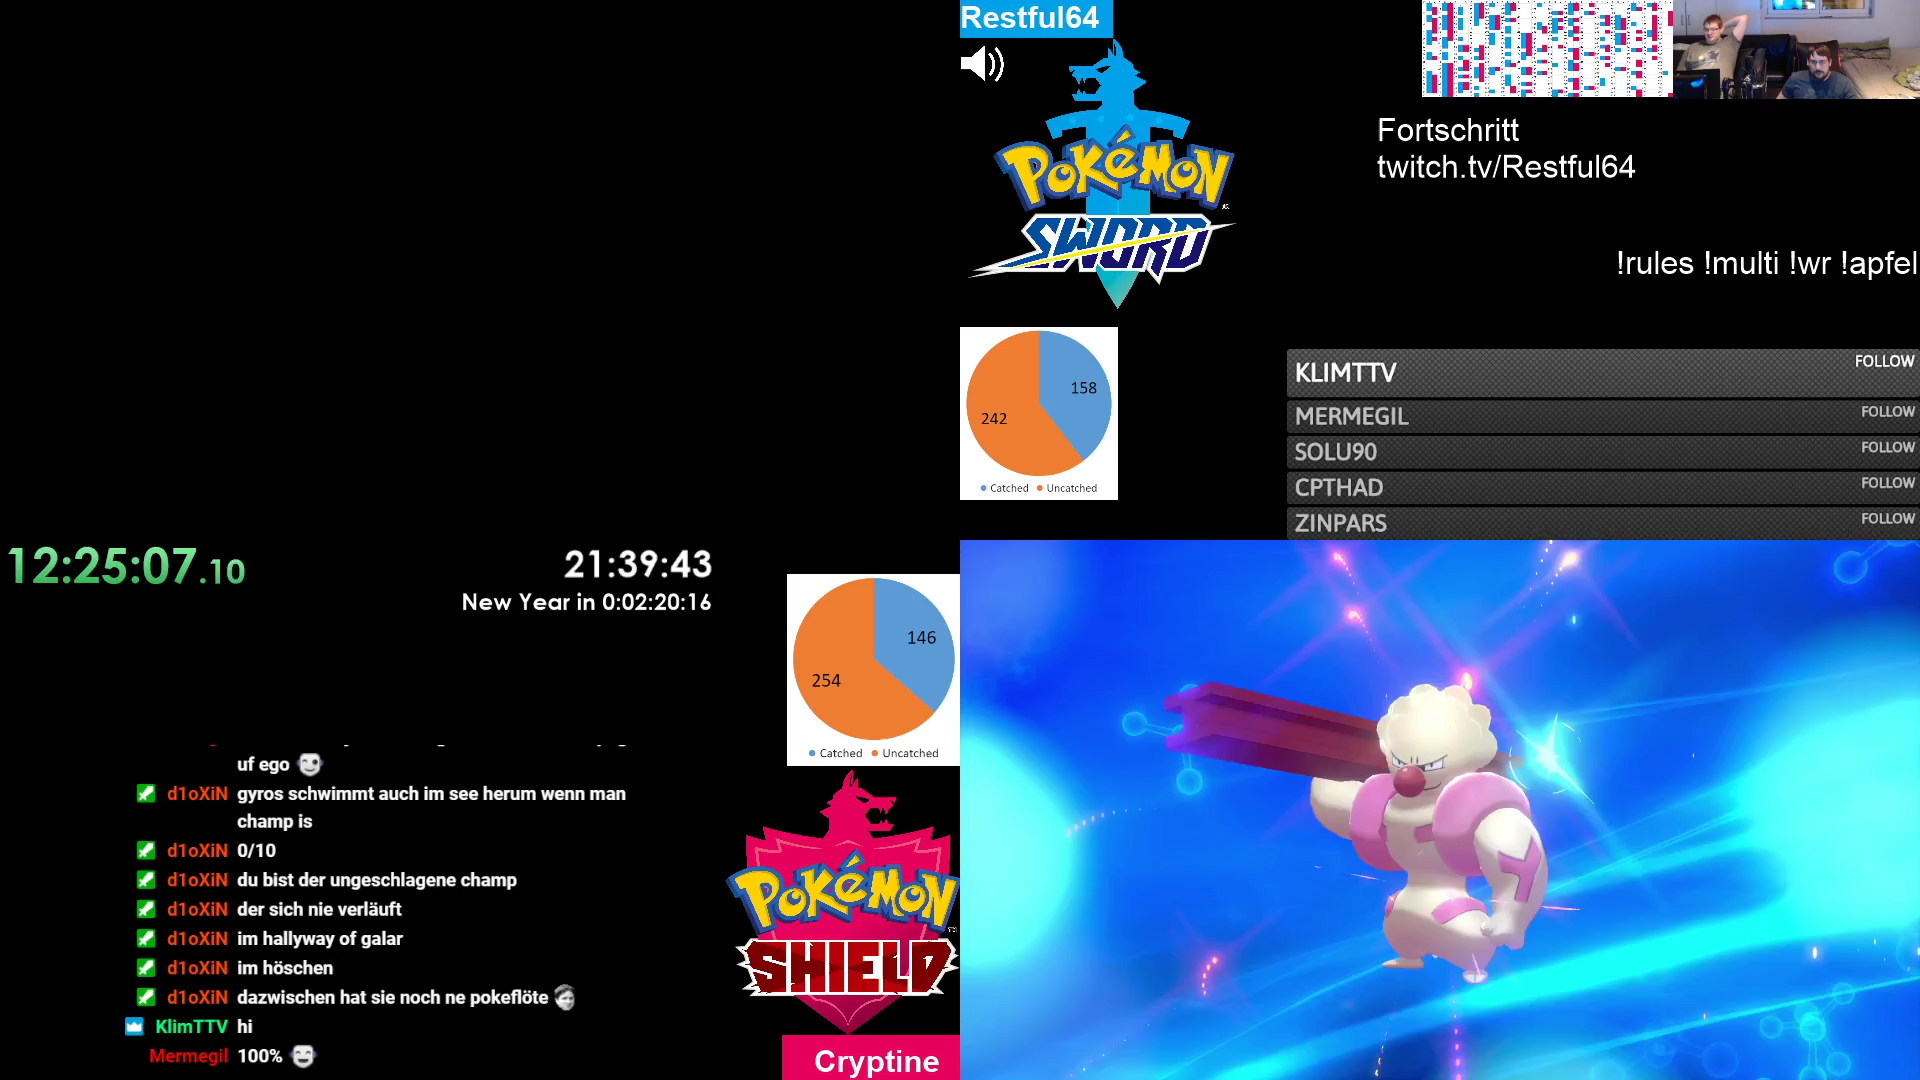 Restful64
POKéMON
SWORD
Fortschritt
twitch.tv/Restful64
!rules !multi !wr !apfel
158
242
Catched Uncatched
KLIMTTV FOLLOW
MERMEGIL FOLLOW
SOLU90 FOLLOW
CPTHAD FOLLOW
ZINPARS FOLLOW
12:25:07.10
21:39:43
New Year in 0:02:20:16
146
254
Catched Uncatched
uf ego
d1oXiN gyros schwimmt auch im see herum wenn man
champ is
d1oXiN 0/10
d1oXiN du bist der ungeschlagene champ
d1oXiN der sich nie verläuft
d1oXiN im hallyway of galar
d1oXiN im höschen
d1oXiN dazwischen hat sie noch ne pokeflöte
KlimTTV hi
Mermegil 100%
POKéMON
SHIELD
Cryptine